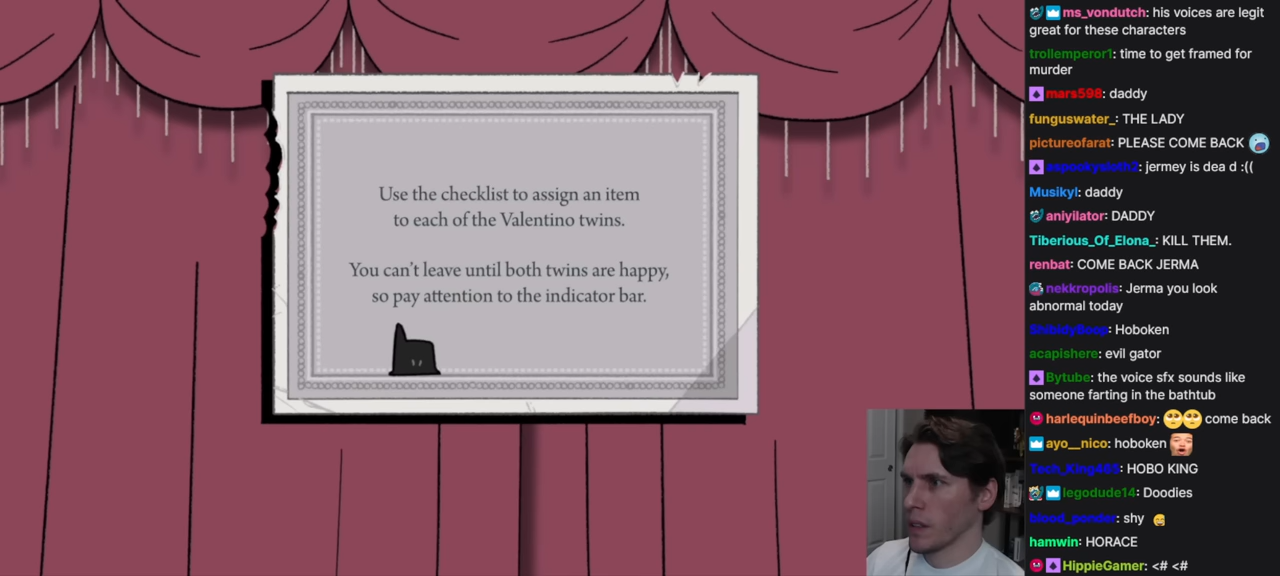 Use the checklist to assign an item
to each of the Valentino twins.
You can't leave until both twins are happy,
so pay attention to the indicator bar.
ms_vondutch: his voices are legit
great for these characters
trollemperor1: time to get framed for
murder
mars598: daddy
funguswater_: THE LADY
pictureofarat: PLEASE COME BACK
aspookysloth2: jermey is dea d :((
Musikyl: daddy
aniyilator: DADDY
Tiberious_Of_Elona_: KILL THEM.
renbat: COME BACK JERMA
nekkropolis: Jerma you look
abnormal today
ShibidyBoop: Hoboken
acapishere: evil gator
Bytube: the voice sfx sounds like
someone farting in the bathtub
harlequinbeefboy: come back
ayo__nico: hoboken
Tech_King465: HOBO KING
legodude14: Doodies
blood_ponder: shy
hamwin: HORACE
HippieGamer: <# <#